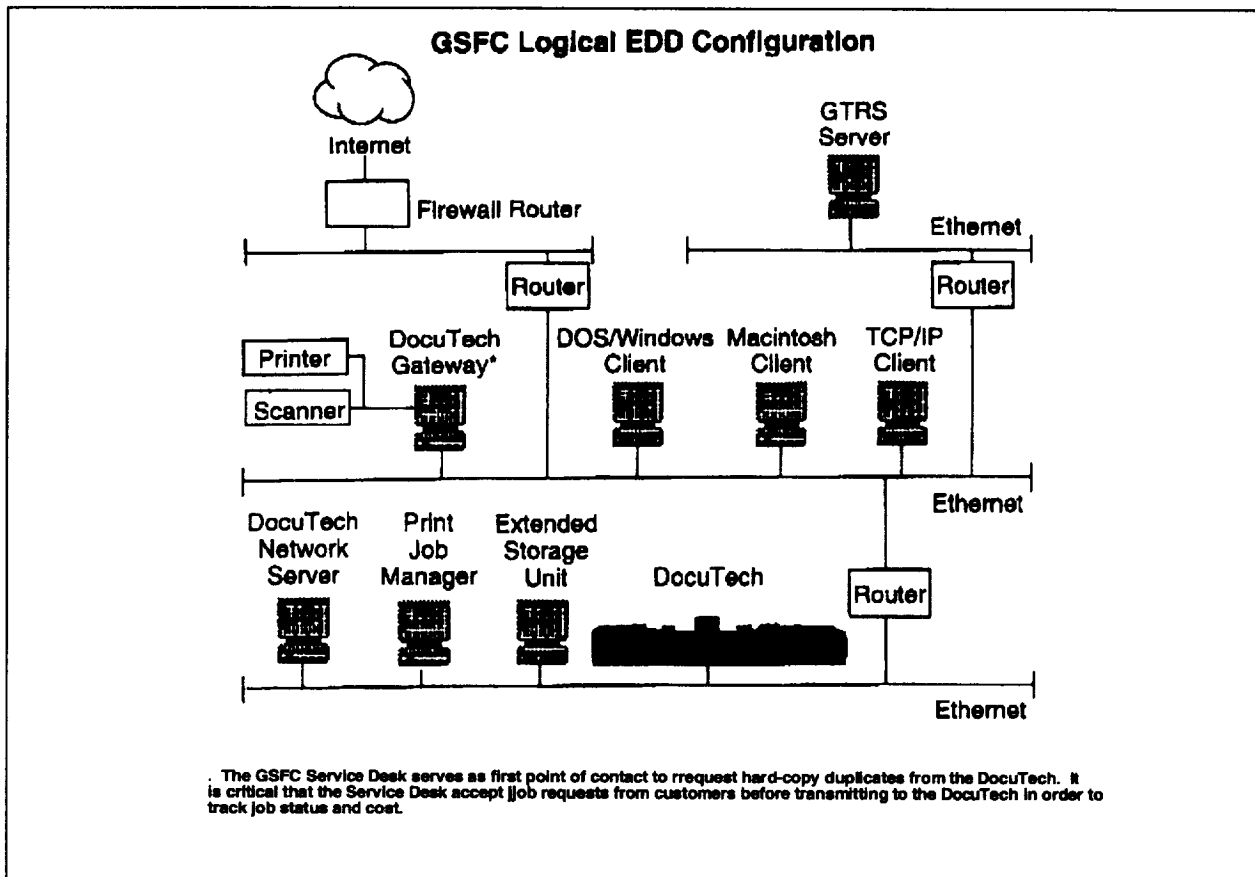 GSFC Logical EDD Configuration
Internet
GTRS
Server
Firewall Router
Ethernet
Router
Router
Printer
Scanner
DocuTech
Gateway*
DOS/Windows
Client
Macintosh
Client
TCP/IP
Client
Ethernet
DocuTech
Network
Server
Print
Job
Manager
Extended
Storage
Unit
DocuTech
Router
Ethernet
. The GSFC Service Desk serves as first point of contact to rrequest hard-copy duplicates from the DocuTech. It
is critical that the Service Desk accept jjob requests from customers before transmitting to the DocuTech in order to
track job status and cost.